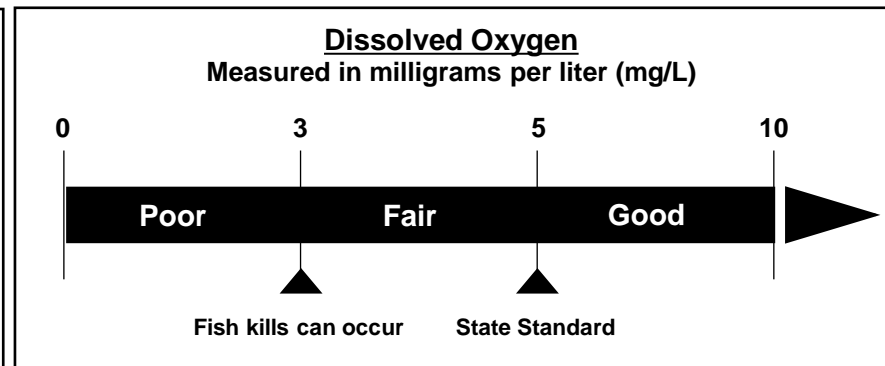 Dissolved Oxygen
Measured in milligrams per liter (mg/L)
0 3 5 10
Poor Fair Good
Fish kills can occur State Standard